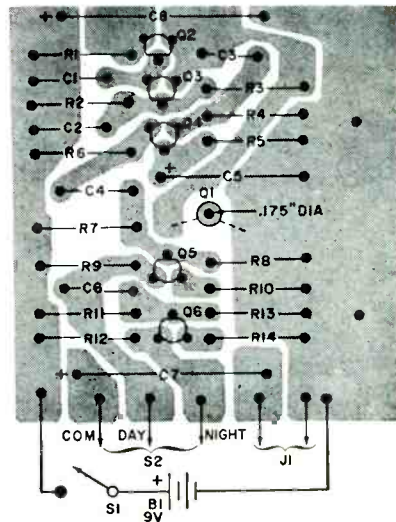 + C8
Q2
R1 C3
C1 Q3
R2 R3
C2 R4
Q4
R6 R5
+
C4 C5
Q1
.175" DIA
R7
Q5
R9 R8
C6 R10
R11 Q6 R13
R12 R14
+ C7
COM DAY NIGHT
S2 J1
+
S1 B1
9V